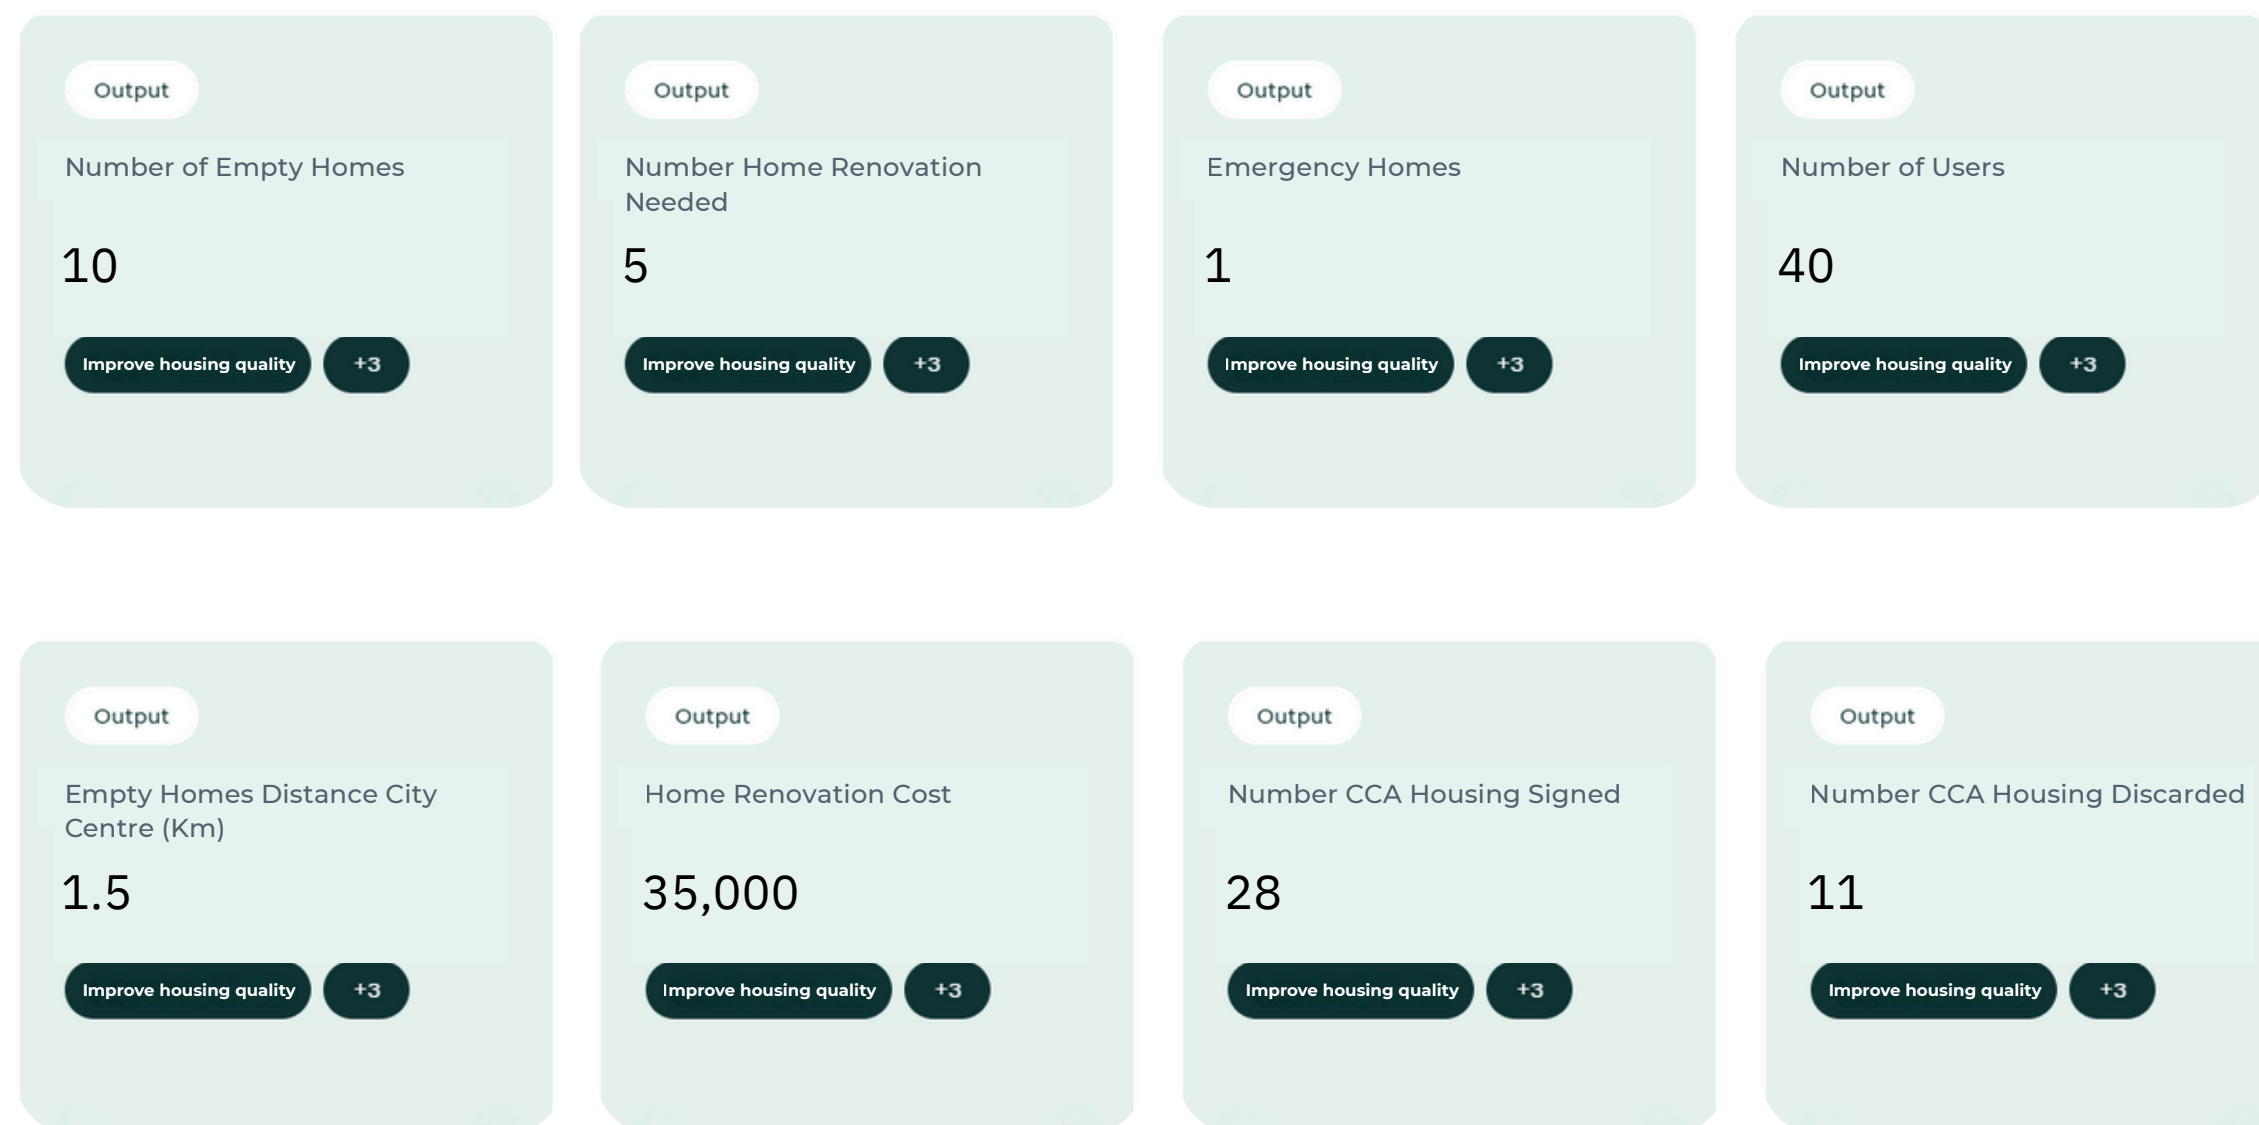 Output
Number of Empty Homes
10
Improve housing quality
+3
Output
Number Home Renovation
Needed
5
Improve housing quality
+3
Output
Emergency Homes
1
Improve housing quality
+3
Output
Number of Users
40
Improve housing quality
+3
Output
Empty Homes Distance City
Centre (Km)
1.5
Improve housing quality
+3
Output
Home Renovation Cost
35,000
Improve housing quality
+3
Output
Number CCA Housing Signed
28
Improve housing quality
+3
Output
Number CCA Housing Discarded
11
Improve housing quality
+3